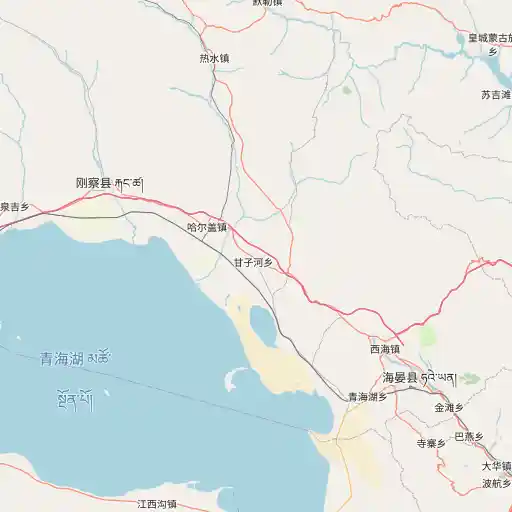 默勒镇
皇城蒙古族
乡
热水镇
苏吉滩
刚察县 རྐང་ཚ
泉吉乡
哈尔盖镇
甘子河乡
西海镇
青海湖 མཚོ
སྔོན་པོ
海晏县
青海湖乡
金滩乡
寺寨乡
巴燕乡
大华镇
波航乡
江西沟镇